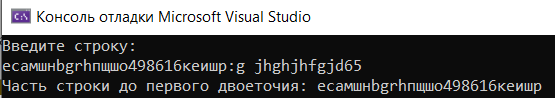 Консоль отладки Microsoft Visual Studio
Введите строку:
есамшнbgrhпщшо498616кеишр:g jhghjhfgjd65
Часть строки до первого двоеточия: есамшнbgrhпщшо498616кеишр